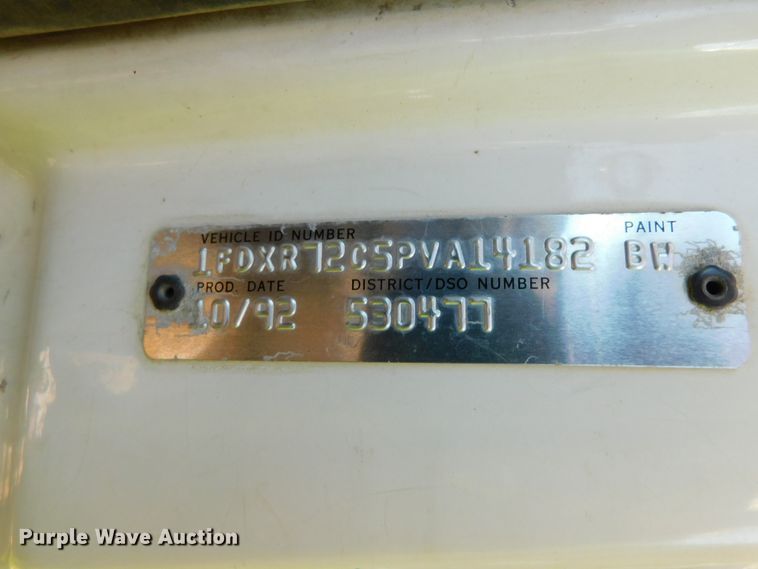 VEHICLE ID NUMBER PAINT
1FDXR72C5PVA14182 BW
PROD. DATE DISTRICT/DSO NUMBER
10/92 530477
Purple Wave Auction